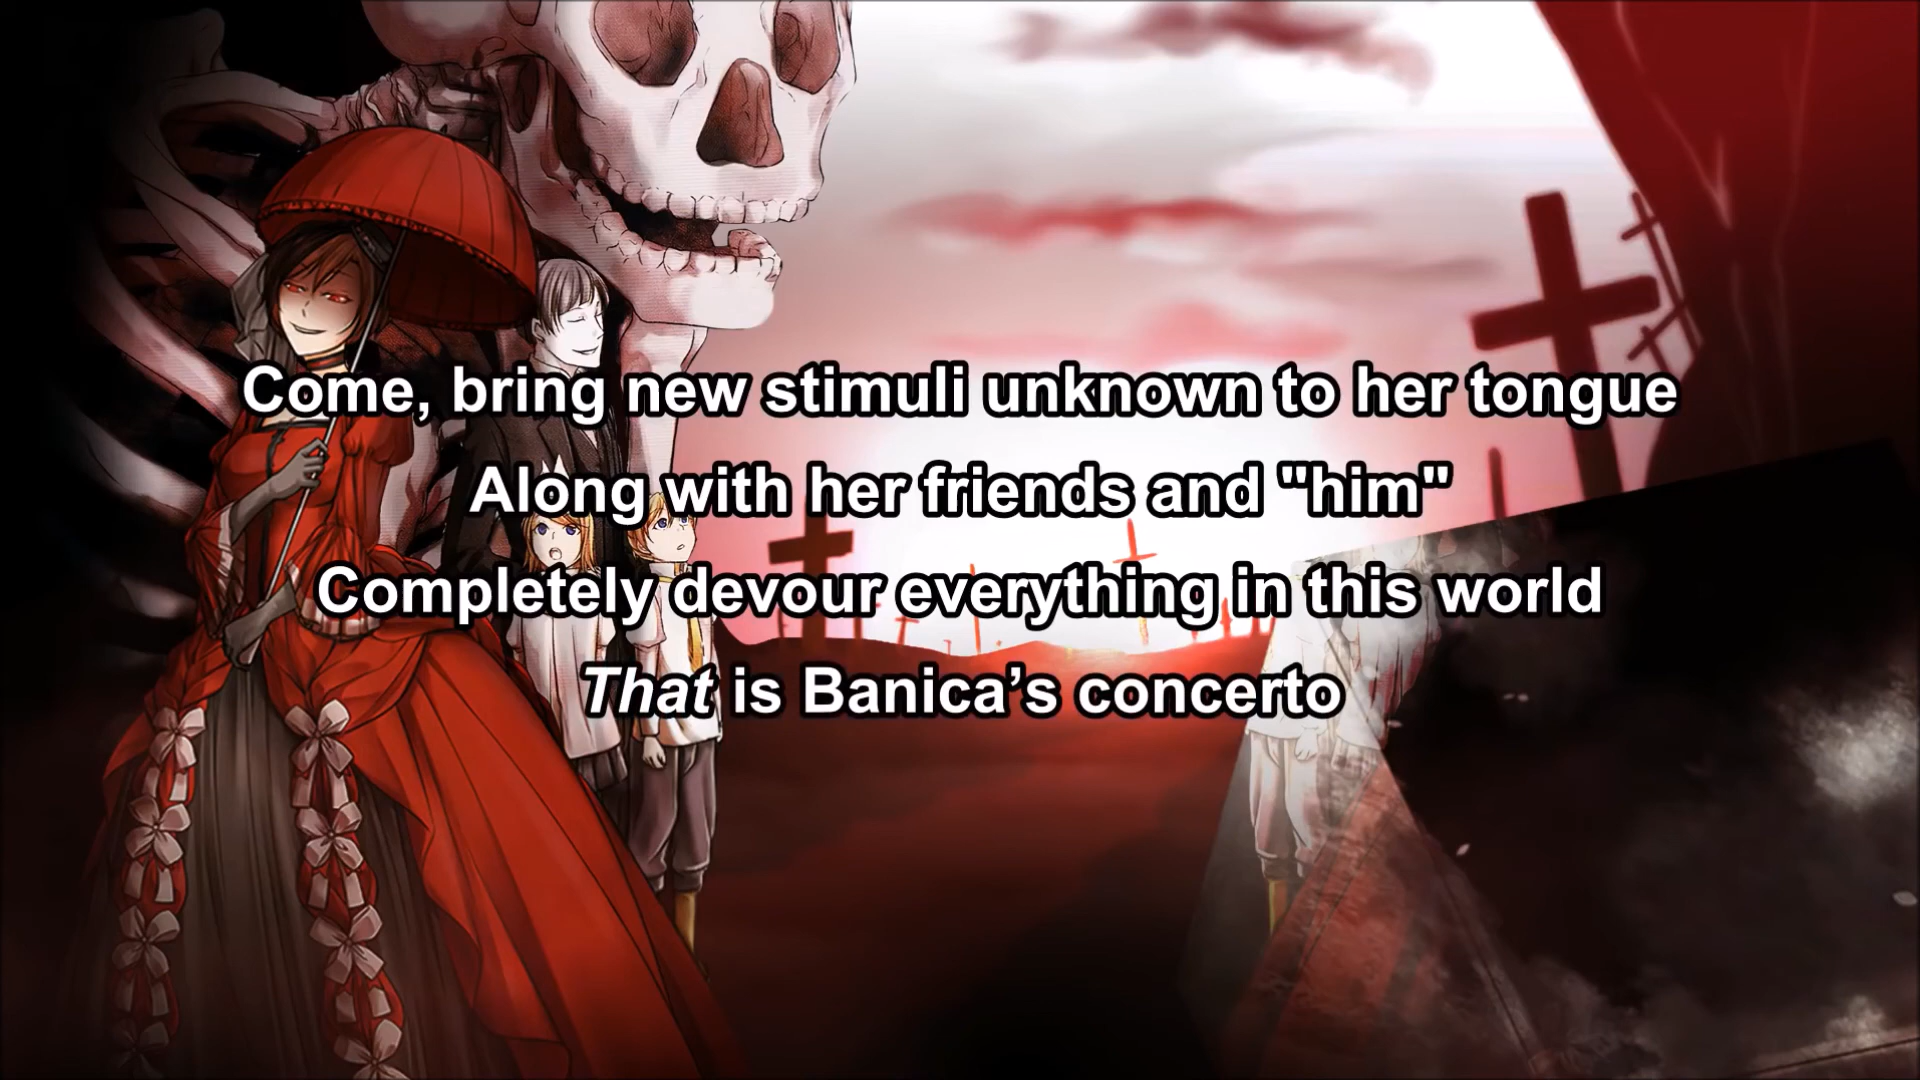 Come, bring new stimuli unknown to her tongue
Along with her friends and "him"
Completely devour everything in this world
That is Banica’s concerto